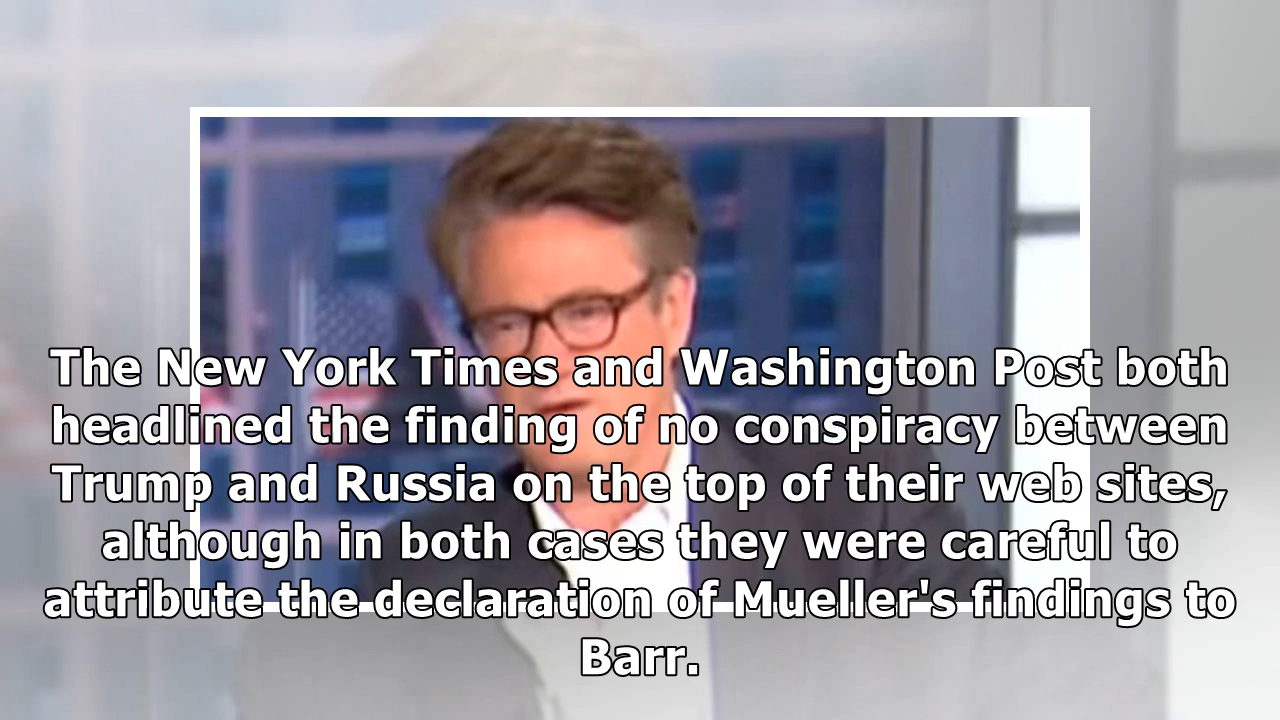 The New York Times and Washington Post both
headlined the finding of no conspiracy between
Trump and Russia on the top of their web sites,
although in both cases they were careful to
attribute the declaration of Mueller's findings to
Barr.